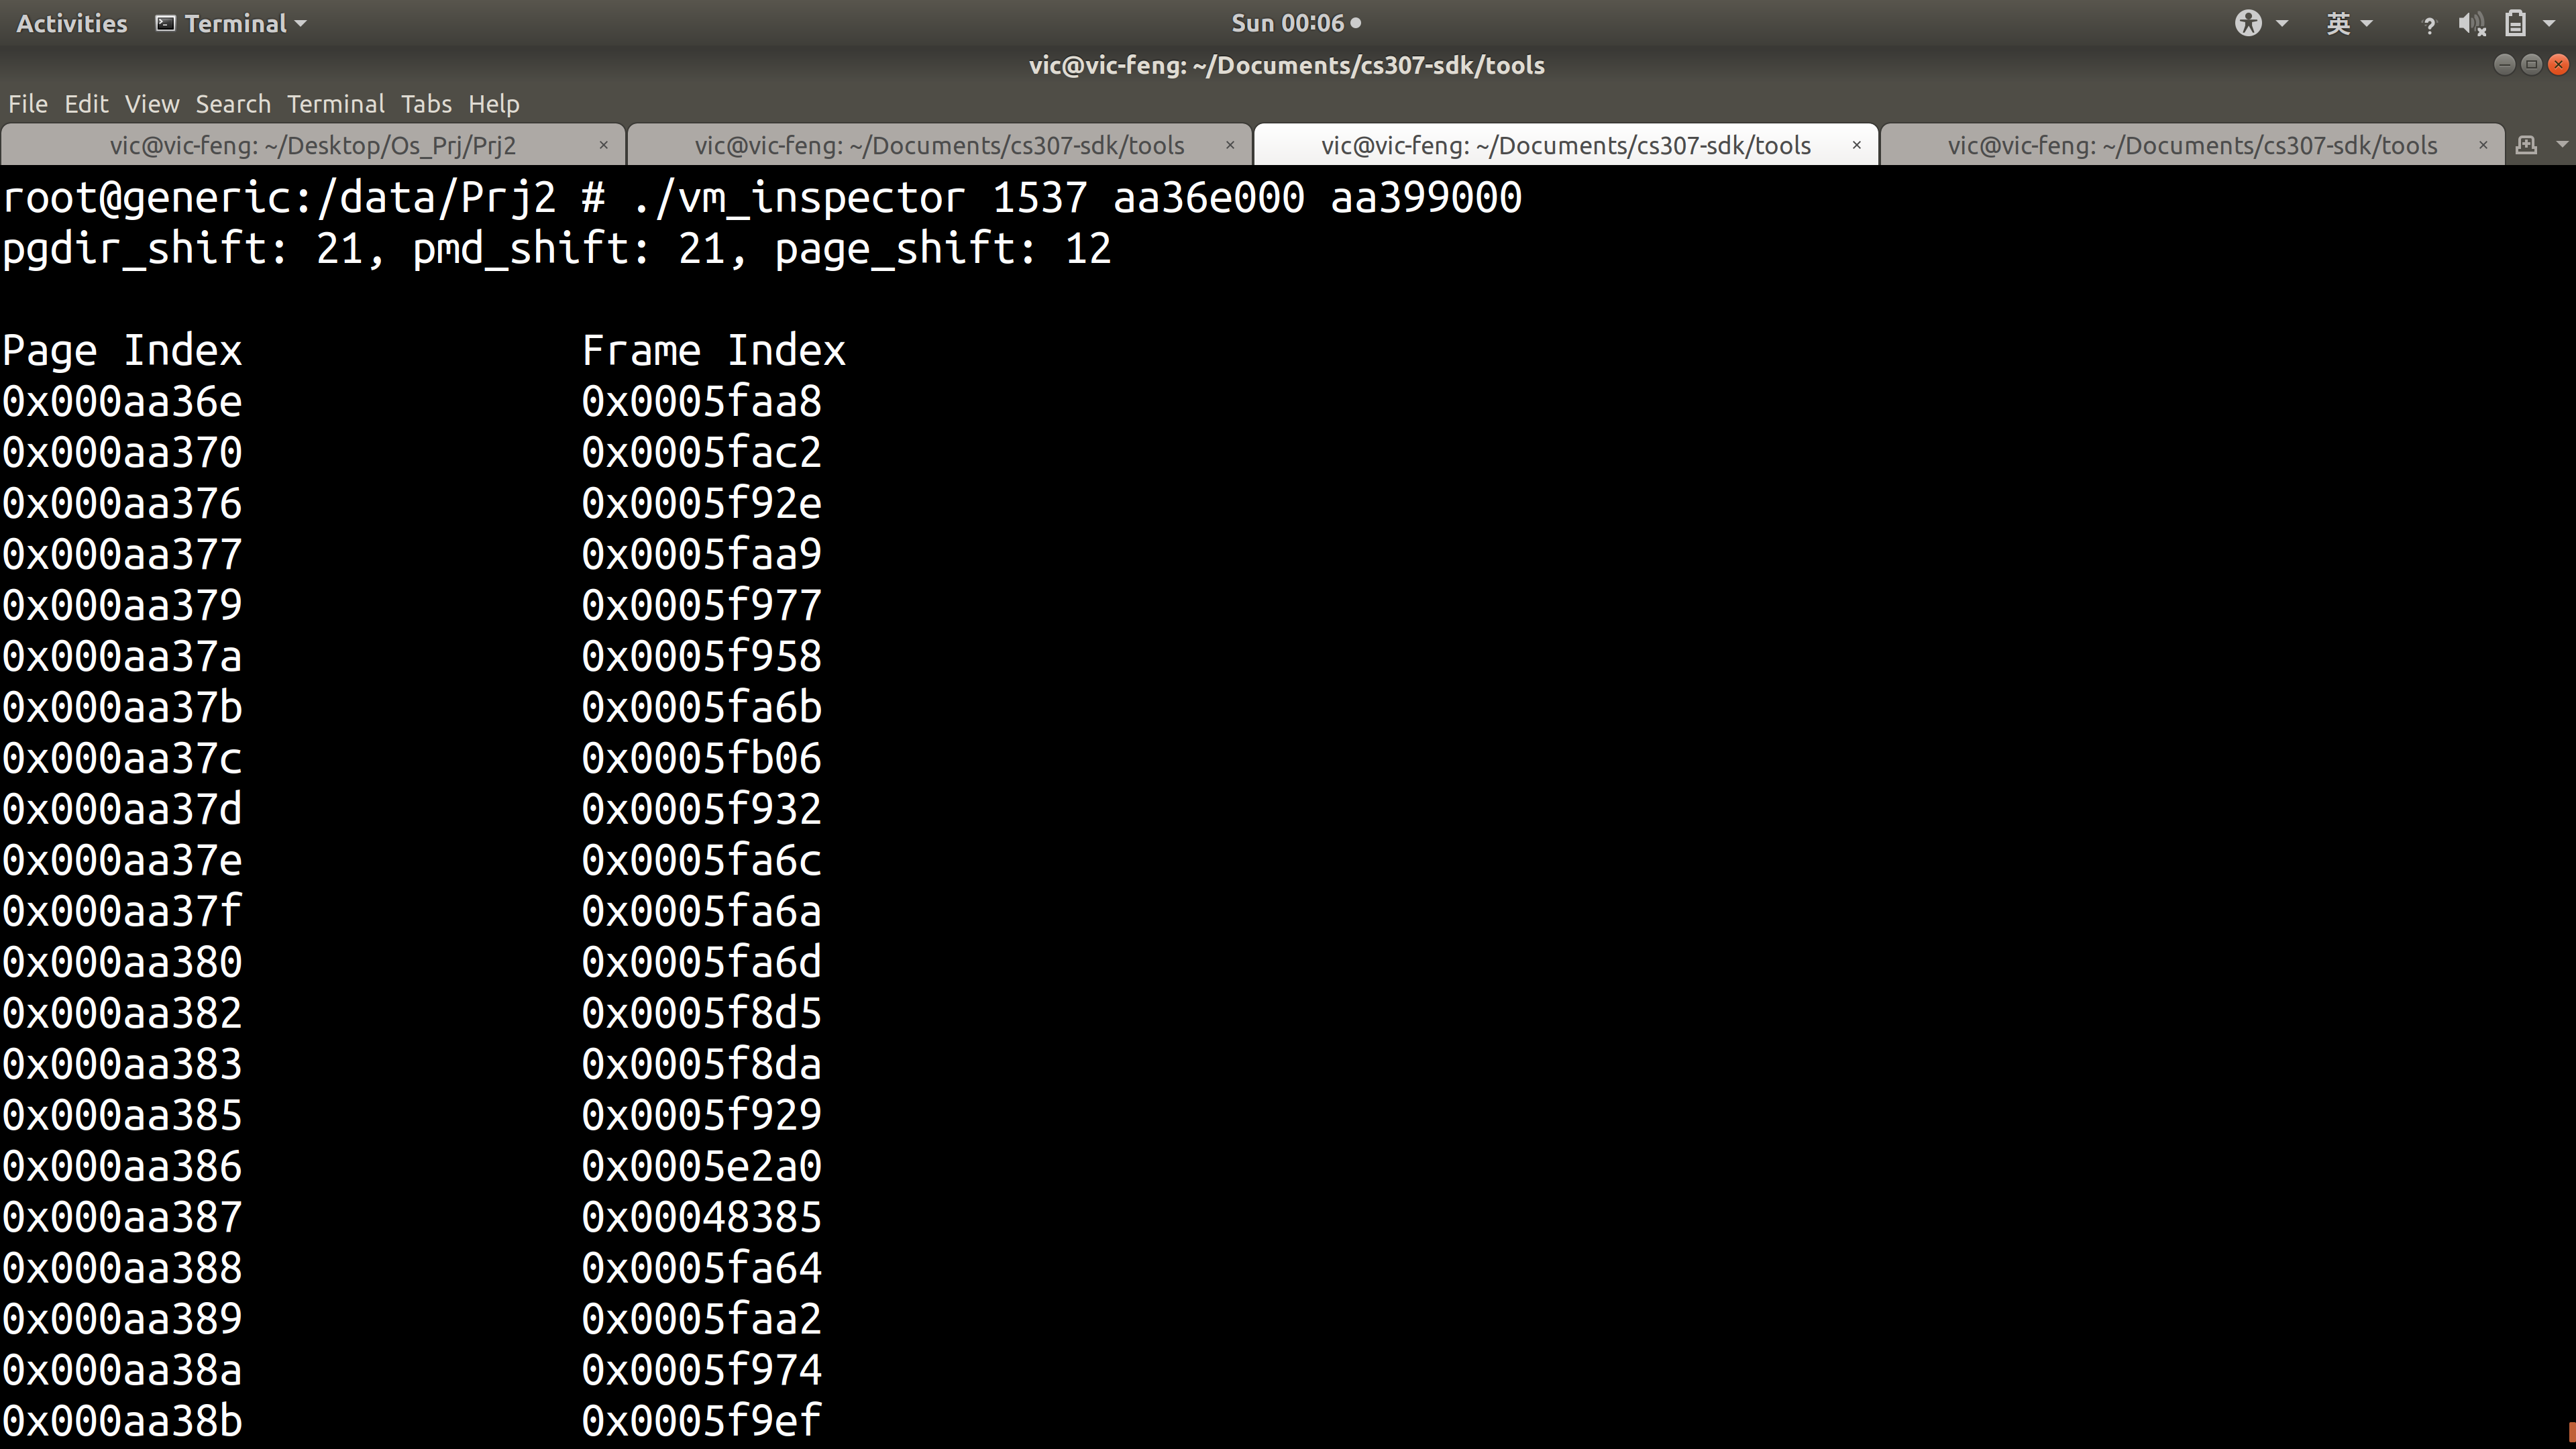 Activities Terminal Sun 00:06 英
vic@vic-feng: ~/Documents/cs307-sdk/tools
File Edit View Search Terminal Tabs Help
vic@vic-feng: ~/Desktop/Os_Prj/Prj2 vic@vic-feng: ~/Documents/cs307-sdk/tools vic@vic-feng: ~/Documents/cs307-sdk/tools vic@vic-feng: ~/Documents/cs307-sdk/tools
root@generic:/data/Prj2 # ./vm_inspector 1537 aa36e000 aa399000
pgdir_shift: 21, pmd_shift: 21, page_shift: 12
Page Index Frame Index
0x000aa36e 0x0005faa8
0x000aa370 0x0005fac2
0x000aa376 0x0005f92e
0x000aa377 0x0005faa9
0x000aa379 0x0005f977
0x000aa37a 0x0005f958
0x000aa37b 0x0005fa6b
0x000aa37c 0x0005fb06
0x000aa37d 0x0005f932
0x000aa37e 0x0005fa6c
0x000aa37f 0x0005fa6a
0x000aa380 0x0005fa6d
0x000aa382 0x0005f8d5
0x000aa383 0x0005f8da
0x000aa385 0x0005f929
0x000aa386 0x0005e2a0
0x000aa387 0x00048385
0x000aa388 0x0005fa64
0x000aa389 0x0005faa2
0x000aa38a 0x0005f974
0x000aa38b 0x0005f9ef